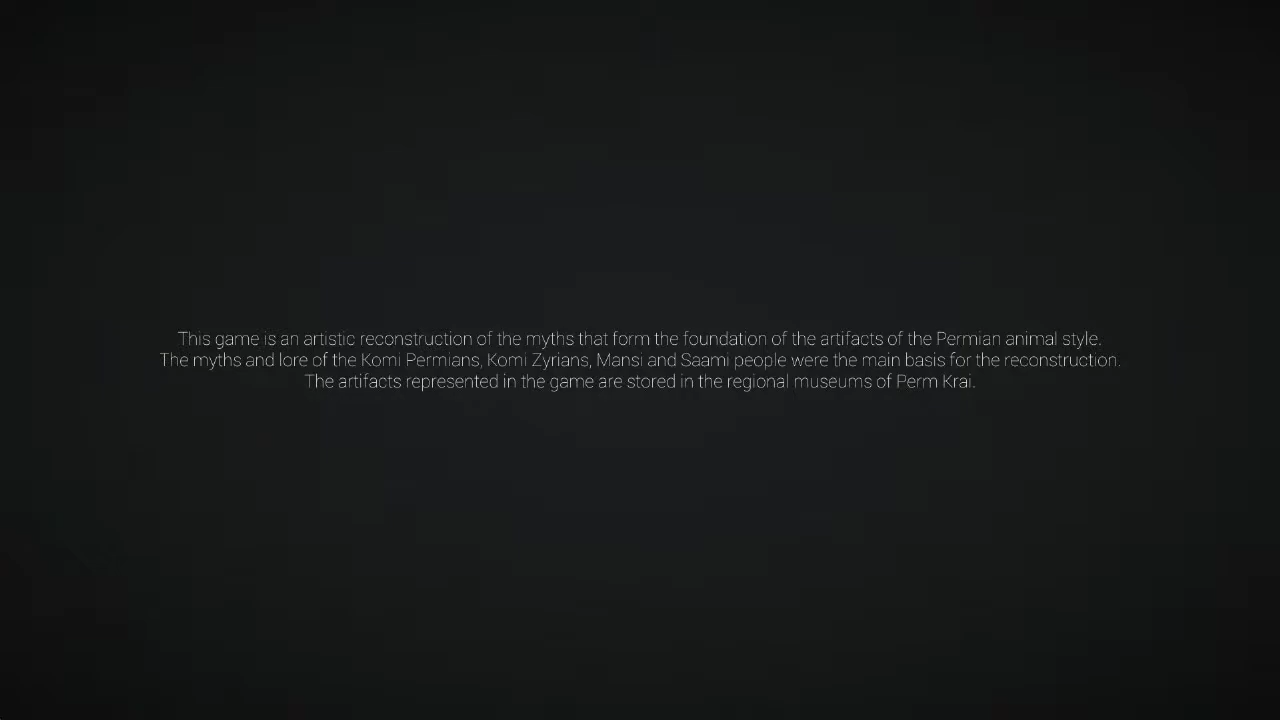 This game is an artistic reconstruction of the myths that form the foundation of the artifacts of the Permian animal style.
The myths and lore of the Komi Permians, Komi Zyrians, Mansi and Saami people were the main basis for the reconstruction.
The artifacts represented in the game are stored in the regional museums of Perm Krai.